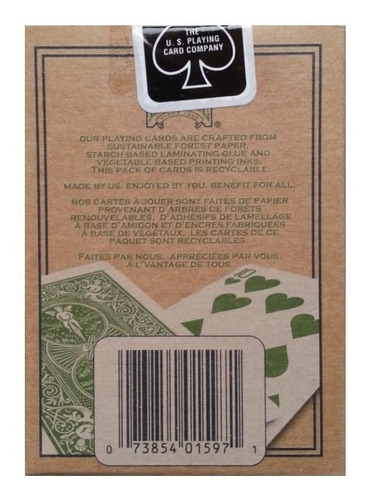 THE
U. S. PLAYING
CARD COMPANY
®
OUR PLAYING CARDS ARE CRAFTED FROM
SUSTAINABLE FOREST PAPER,
STARCH BASED LAMINATING GLUE AND
VEGETABLE BASED PRINTING INKS.
THIS PACK OF CARDS IS RECYCLABLE.
MADE BY US. ENJOYED BY YOU. BENEFIT FOR ALL.
NOS CARTES À JOUER SONT FAITES DE PAPIER
PROVENANT D'ARBRES DE FORÊTS
RENOUVELABLES, D'ADHÉSIFS DE LAMELLAGE
À BASE D'AMIDON ET D'ENCRES FABRIQUÉES
À BASE DE VÉGÉTAUX. LES CARTES DE CE
PAQUET SONT RECYCLABLES.
FAITES PAR NOUS. APPRÉCIÉES PAR VOUS.
À L'VANTAGE DE TOUS.
10
0 73854 01597 1